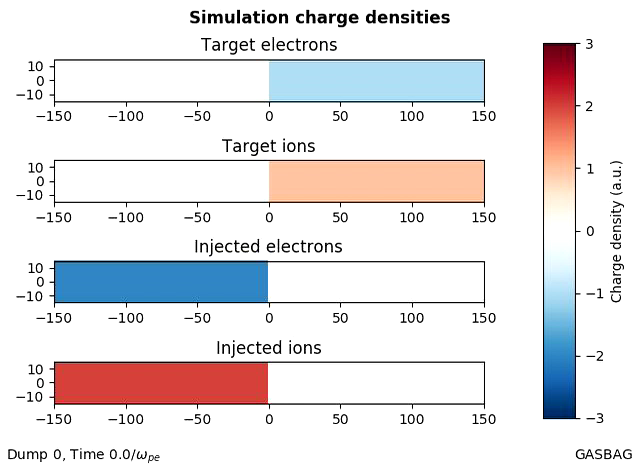 Simulation charge densities
Target electrons
10
0
−10
−150 −100 −50 0 50 100 150
Target ions
10
0
−10
−150 −100 −50 0 50 100 150
Injected electrons
10
0
−10
−150 −100 −50 0 50 100 150
Injected ions
10
0
−10
−150 −100 −50 0 50 100 150
3
2
1
0
−1
−2
−3
Charge density (a.u.)
Dump 0, Time 0.0/ω_{pe}
GASBAG